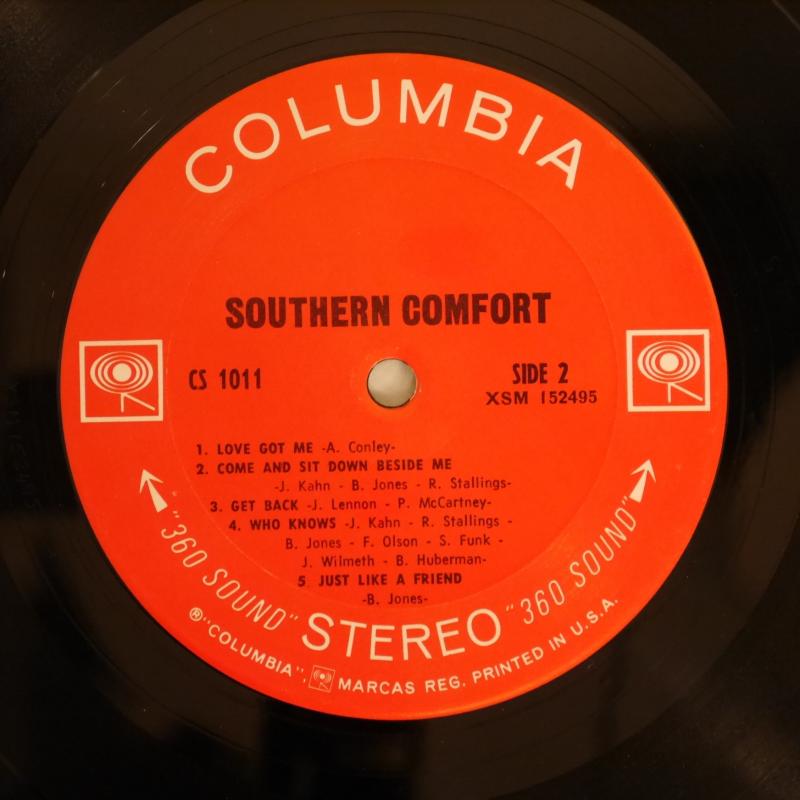 COLUMBIA
SOUTHERN COMFORT
CS 1011
SIDE 2
XSM 152495
1. LOVE GOT ME -A. Conley-
2. COME AND SIT DOWN BESIDE ME
-J. Kahn - B. Jones - R. Stallings-
3. GET BACK -J. Lennon - P. McCartney-
4. WHO KNOWS -J. Kahn - R. Stallings -
B. Jones - F. Olson - S. Funk -
J. Wilmeth - B. Huberman-
5 JUST LIKE A FRIEND
-B. Jones-
"360 SOUND" STEREO "360 SOUND"
®"COLUMBIA", MARCAS REG. PRINTED IN U.S.A.